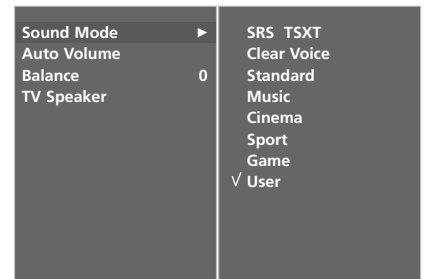 Sound Mode ►
Auto Volume
Balance 0
TV Speaker
SRS TSXT
Clear Voice
Standard
Music
Cinema
Sport
Game
√ User